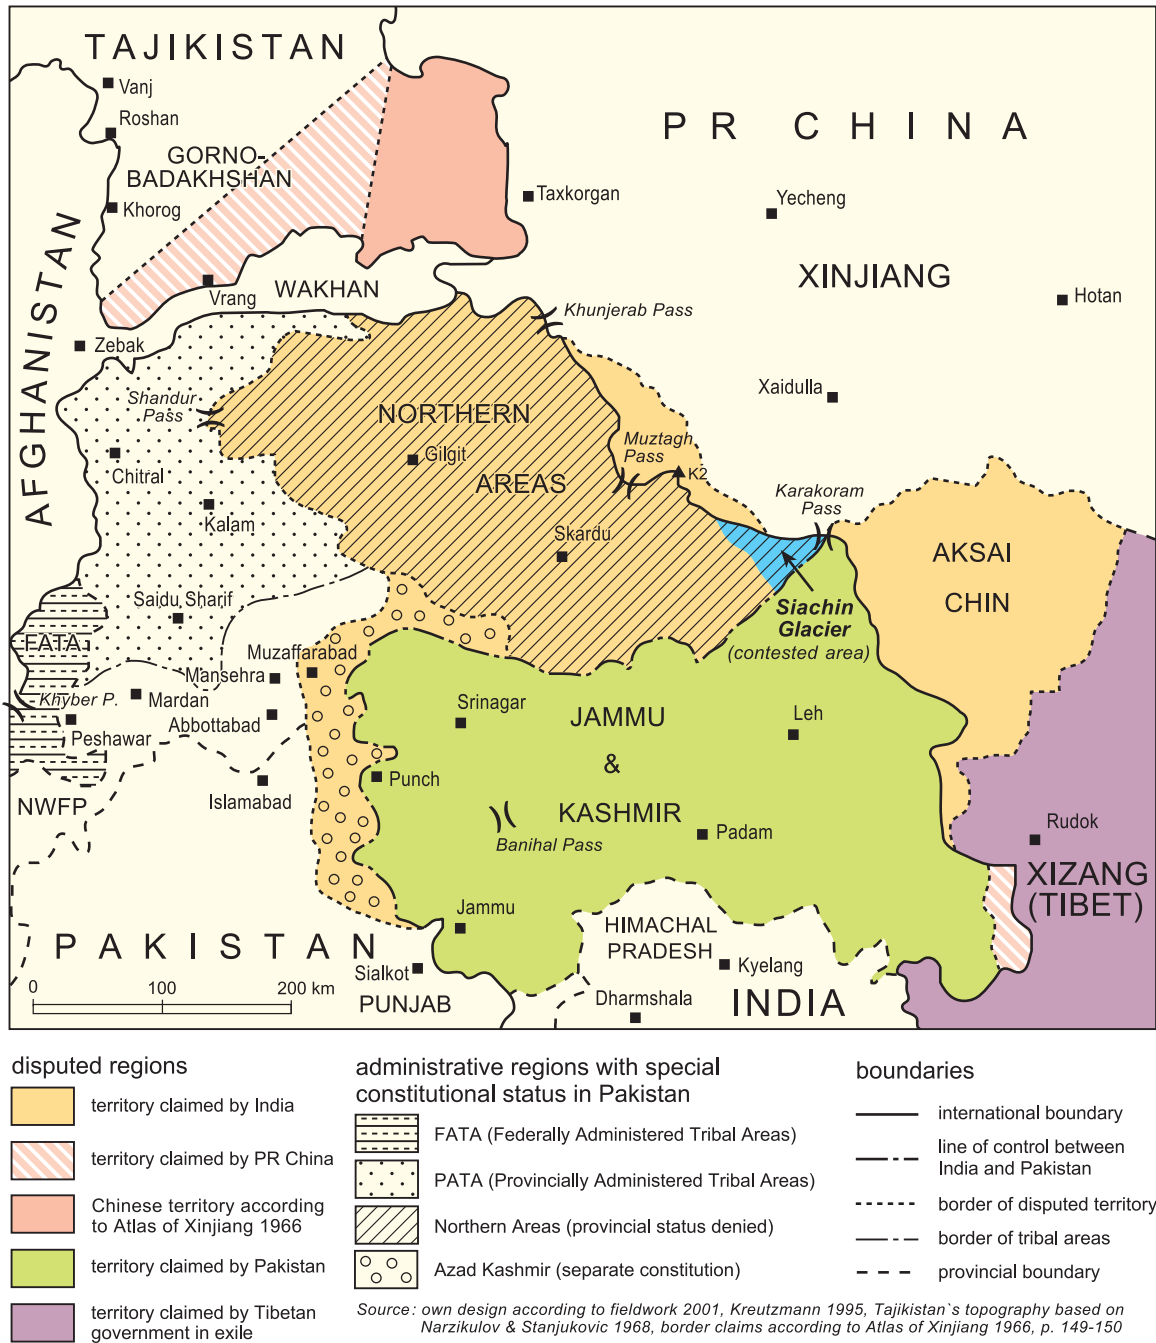 TAJIKISTAN
Vanj
Roshan
GORNO-
BADAKHSHAN
Khorog
Vrang
WAKHAN
AFGHANISTAN
Zebak
PR CHINA
Taxkorgan
Yecheng
XINJIANG
Hotan
Khunjerab Pass
Xaidulla
Shandur
Pass
NORTHERN
AREAS
Gilgit
Muztagh
Pass
K2
Karakoram
Pass
Chitral
Kalam
Skardu
AKSAI
CHIN
Siachin
Glacier
(contested area)
Saidu Sharif
FATA
Muzaffarabad
Mansehra
Khyber P.
Mardan
Abbottabad
Peshawar
Srinagar
JAMMU
&
KASHMIR
Leh
NWFP
Islamabad
Punch
Banihal Pass
Padam
Rudok
XIZANG
(TIBET)
Jammu
HIMACHAL
PRADESH
PAKISTAN
Sialkot
Kyelang
PUNJAB
Dharmshala
INDIA
0 100 200 km
disputed regions
territory claimed by India
territory claimed by PR China
Chinese territory according
to Atlas of Xinjiang 1966
territory claimed by Pakistan
territory claimed by Tibetan
government in exile
administrative regions with special
constitutional status in Pakistan
FATA (Federally Administered Tribal Areas)
PATA (Provincially Administered Tribal Areas)
Northern Areas (provincial status denied)
Azad Kashmir (separate constitution)
boundaries
international boundary
line of control between
India and Pakistan
border of disputed territory
border of tribal areas
provincial boundary
Source: own design according to fieldwork 2001, Kreutzmann 1995, Tajikistan`s topography based on
Narzikulov & Stanjukovic 1968, border claims according to Atlas of Xinjiang 1966, p. 149-150